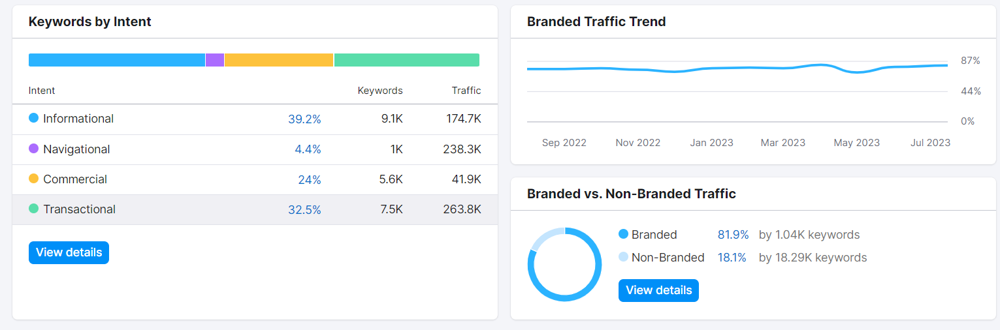 Keywords by Intent
Intent Keywords Traffic
Informational 39.2% 9.1K 174.7K
Navigational 4.4% 1K 238.3K
Commercial 24% 5.6K 41.9K
Transactional 32.5% 7.5K 263.8K
View details
Branded Traffic Trend
87%
44%
0%
Sep 2022 Nov 2022 Jan 2023 Mar 2023 May 2023 Jul 2023
Branded vs. Non-Branded Traffic
Branded 81.9% by 1.04K keywords
Non-Branded 18.1% by 18.29K keywords
View details